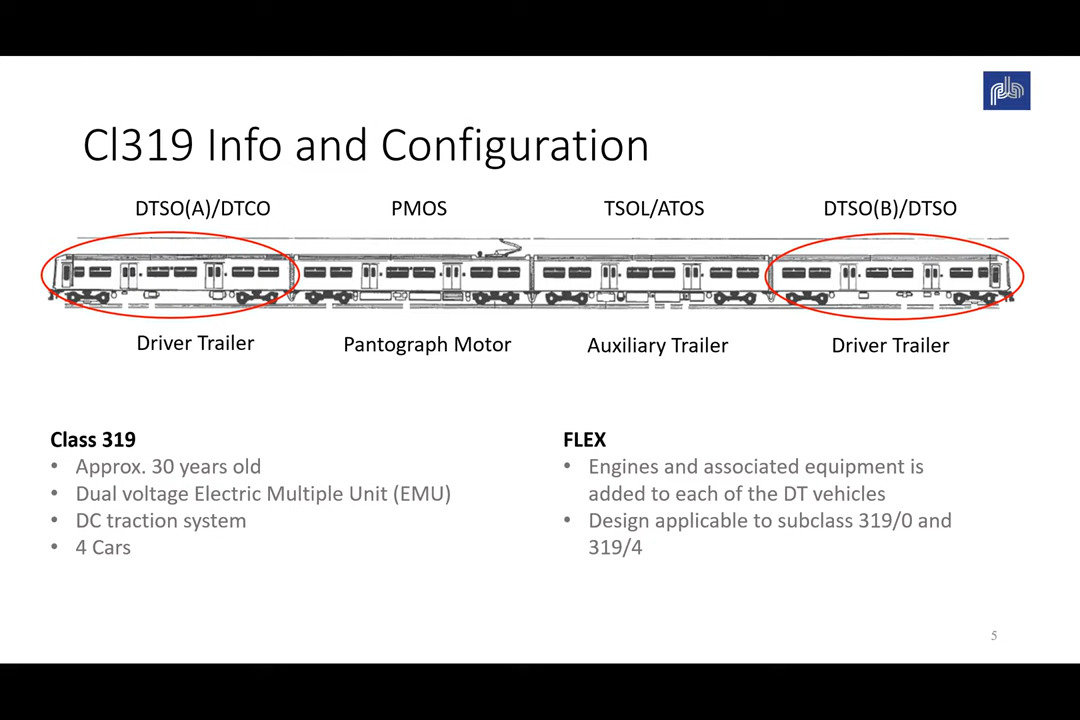 Cl319 Info and Configuration
DTSO(A)/DTCO PMOS TSOL/ATOS DTSO(B)/DTSO
Driver Trailer Pantograph Motor Auxiliary Trailer Driver Trailer
Class 319
• Approx. 30 years old
• Dual voltage Electric Multiple Unit (EMU)
• DC traction system
• 4 Cars
FLEX
• Engines and associated equipment is
added to each of the DT vehicles
• Design applicable to subclass 319/0 and
319/4
5